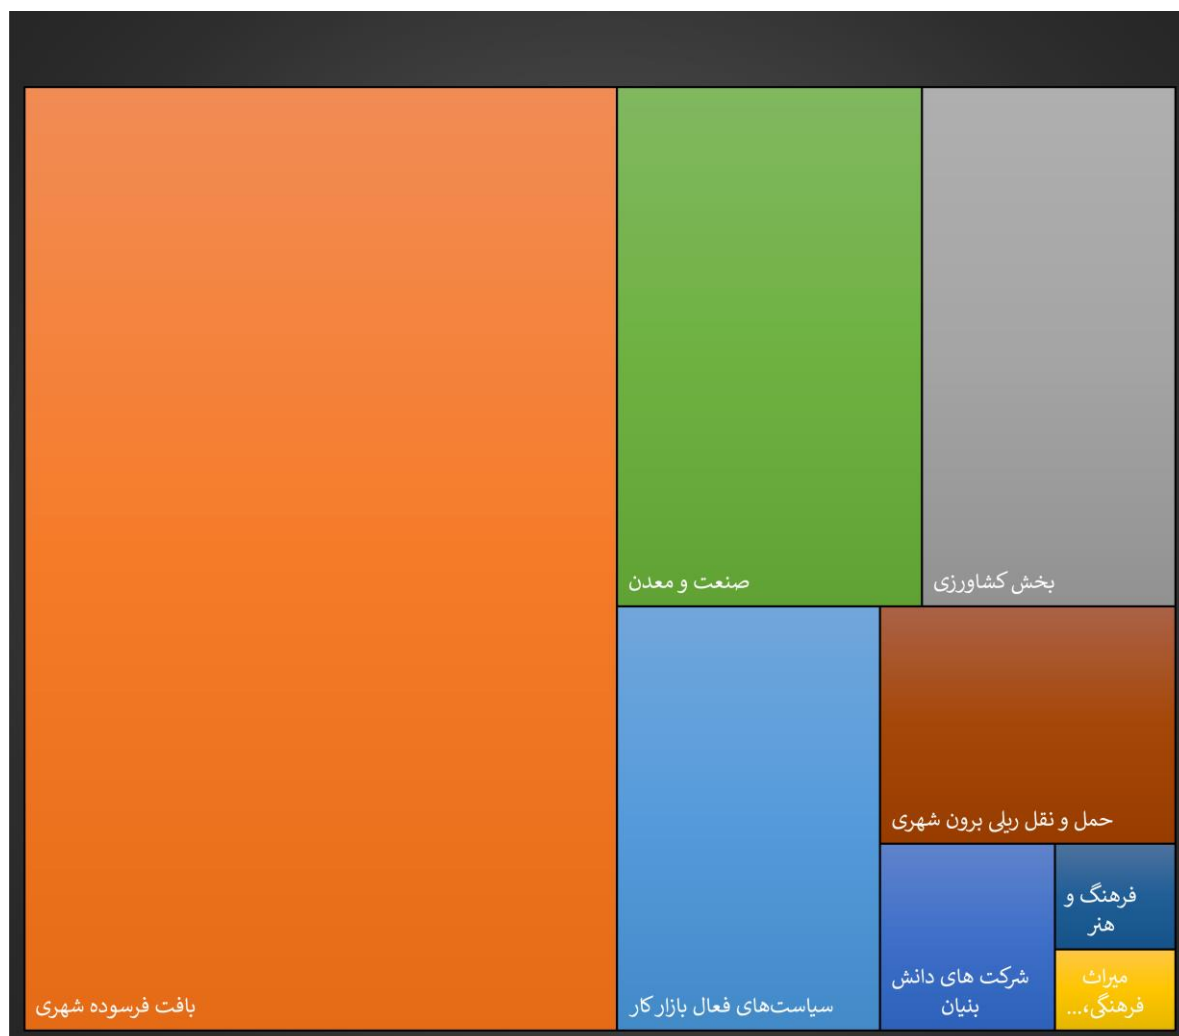 بخش کشاورزی
صنعت و معدن
حمل و نقل ریلی برون شهری
فرهنگ و
هنر
شرکت های دانش
بنیان
میراث
فرهنگی،...
سیاست‌های فعال بازار کار
بافت فرسوده شهری